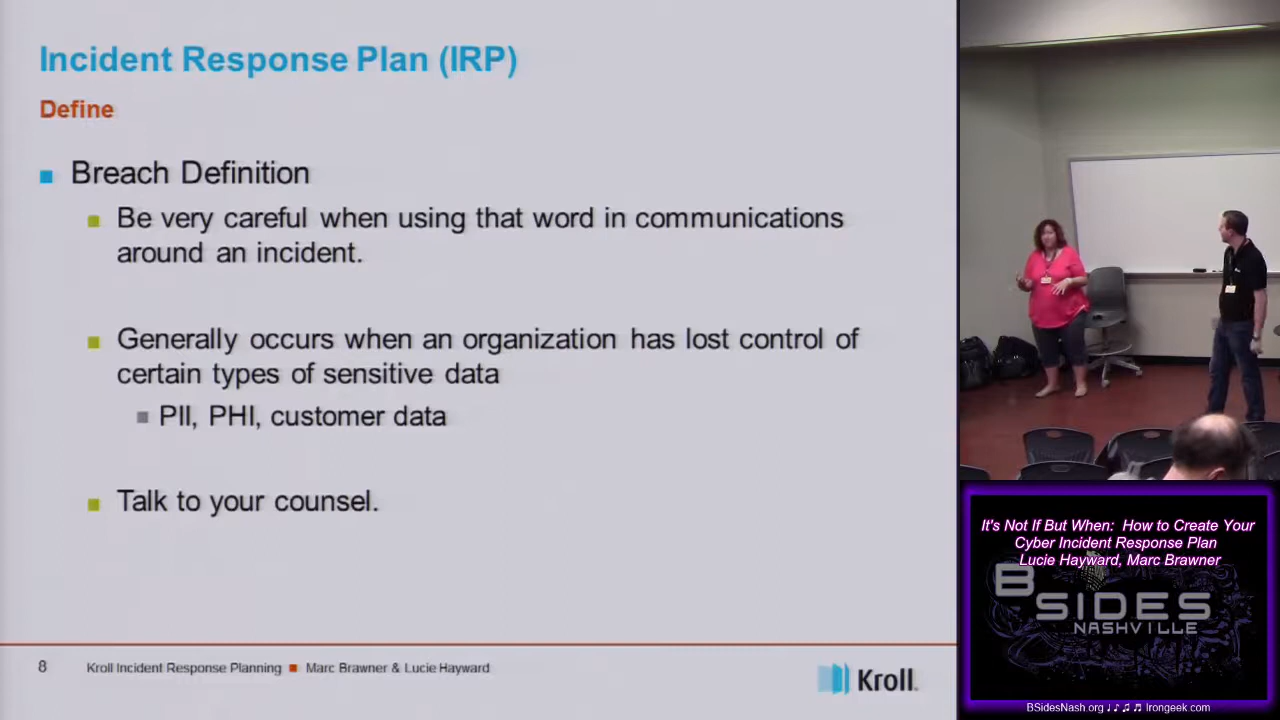 Incident Response Plan (IRP)
Define
Breach Definition
Be very careful when using that word in communications
around an incident.
Generally occurs when an organization has lost control of
certain types of sensitive data
PII, PHI, customer data
Talk to your counsel.
8 Kroll Incident Response Planning ■ Marc Brawner & Lucie Hayward
Kroll
It's Not If But When: How to Create Your
Cyber Incident Response Plan
Lucie Hayward, Marc Brawner
BSIDES
NASHVILLE
BSidesNash.org ♩♪♫♬ Irongeek.com